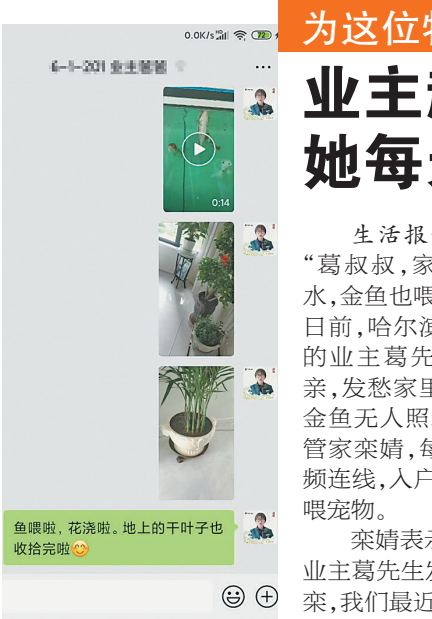 0.0K/s
72
6-1-201
0:14
鱼喂啦，花浇啦。地上的干叶子也
收拾完啦
为这位
业主
她每
生活报
“葛叔叔，家
水，金鱼也喂
日前，哈尔滨
的业主葛先
亲，发愁家里
金鱼无人照
管家栾婧，每
频连线，入户
喂宠物。
栾婧表示
业主葛先生发
栾，我们最近